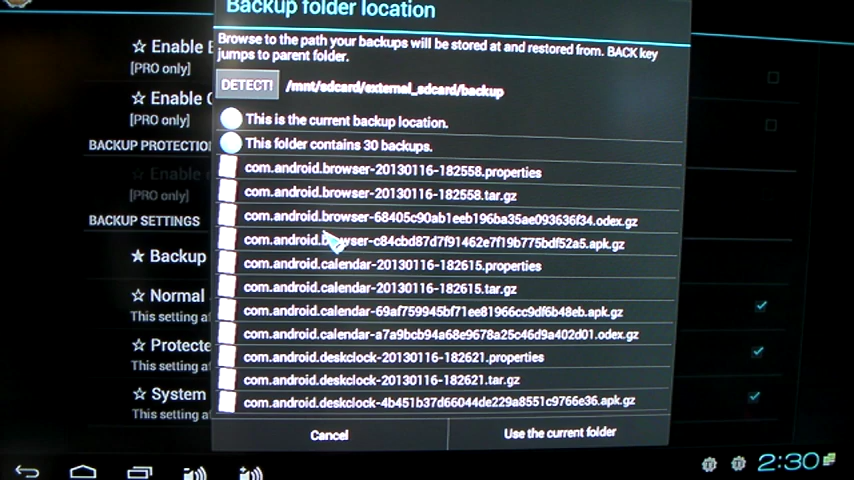 Backup folder location
Browse to the path your backups will be stored at and restored from. BACK key
jumps to parent folder.
DETECT! /mnt/sdcard/external_sdcard/backup
This is the current backup location.
This folder contains 30 backups.
com.android.browser-20130116-182558.properties
com.android.browser-20130116-182558.tar.gz
com.android.browser-68405c90ab1eeb196ba35ae093636f34.odex.gz
com.android.browser-c84cbd87d7f91462e7f19b775bdf52a5.apk.gz
com.android.calendar-20130116-182615.properties
com.android.calendar-20130116-182615.tar.gz
com.android.calendar-69af759945bf71ee81966cc9df6b48eb.apk.gz
com.android.calendar-a7a9bcb94a68e9678a25c46d9a402d01.odex.gz
com.android.deskclock-20130116-182621.properties
com.android.deskclock-20130116-182621.tar.gz
com.android.deskclock-4b451b37d66044de229a8551c9766e36.apk.gz
Cancel
Use the current folder
☆ Enable
[PRO only]
☆ Enable
[PRO only]
BACKUP PROTECTIO
Enable e
[PRO only]
BACKUP SETTINGS
★ Backup
☆ Normal
This setting a
☆ Protecte
This setting a
☆ System
This setting a
2:30